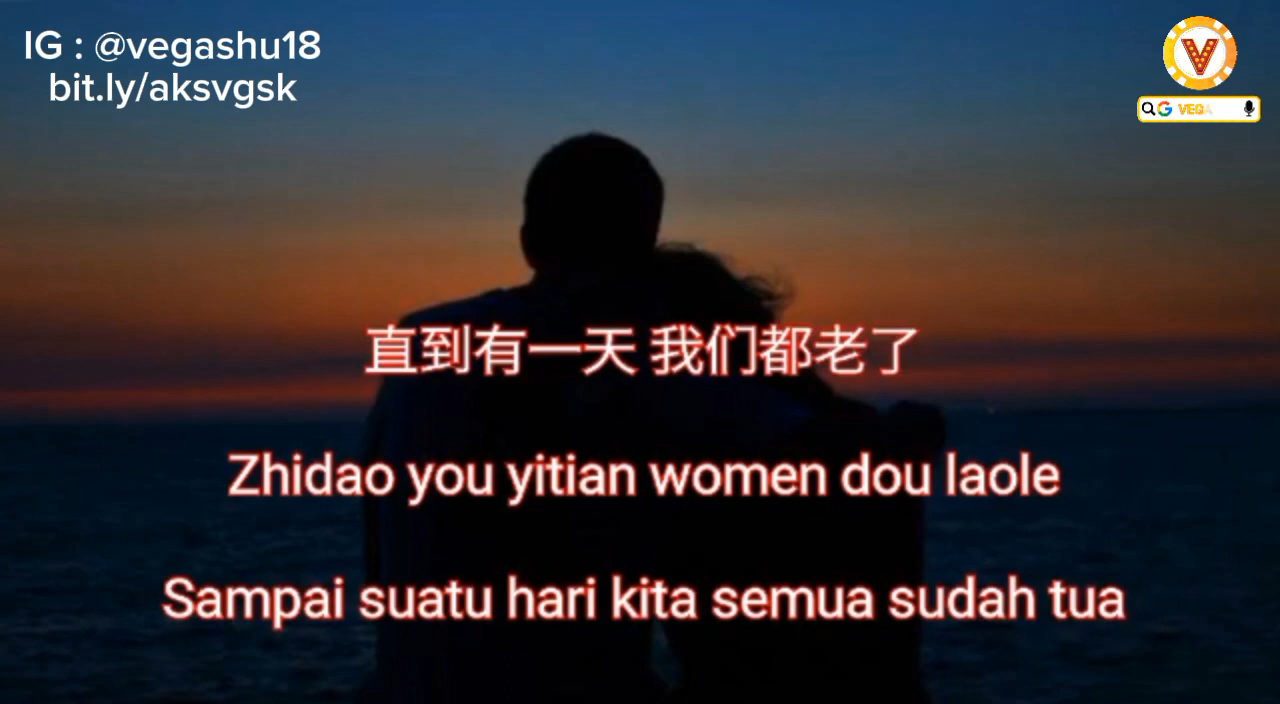 IG : @vegashu18
bit.ly/aksvgsk
V
VEGA
直到有一天 我们都老了
Zhidao you yitian women dou laole
Sampai suatu hari kita semua sudah tua